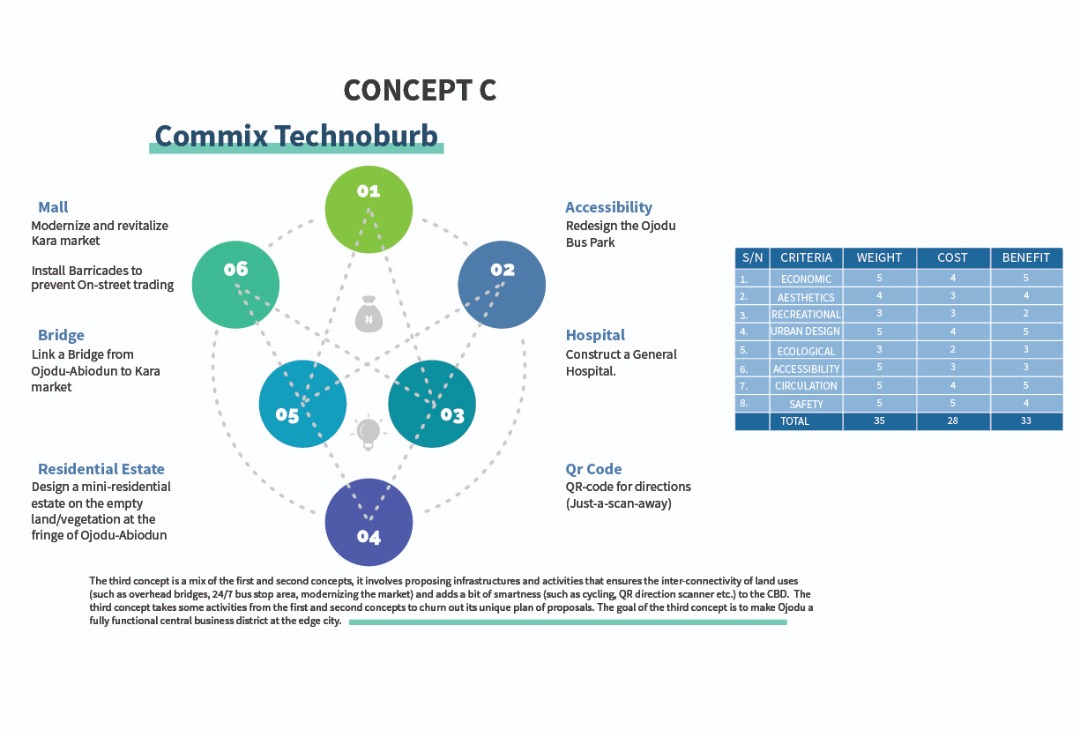 CONCEPT C
Commix Technoburb
Mall
Modernize and revitalize
Kara market
Install Barricades to
prevent On-street trading
Bridge
Link a Bridge from
Ojodu-Abiodun to Kara
market
Residential Estate
Design a mini-residential
estate on the empty
land/vegetation at the
fringe of Ojodu-Abiodun
01
06
02
05
03
04
Accessibility
Redesign the Ojodu
Bus Park
Hospital
Construct a General
Hospital.
Qr Code
QR-code for directions
(Just-a-scan-away)
S/N CRITERIA WEIGHT COST BENEFIT
1. ECONOMIC 5 4 5
2. AESTHETICS 4 3 4
3. RECREATIONAL 3 3 2
4. URBAN DESIGN 5 4 5
5. ECOLOGICAL 3 2 3
6. ACCESSIBILITY 5 3 3
7. CIRCULATION 5 4 5
8. SAFETY 5 5 4
TOTAL 35 28 33
The third concept is a mix of the first and second concepts, it involves proposing infrastructures and activities that ensures the inter-connectivity of land uses
(such as overhead bridges, 24/7 bus stop area, modernizing the market) and adds a bit of smartness (such as cycling, QR direction scanner etc.) to the CBD. The
third concept takes some activities from the first and second concepts to churn out its unique plan of proposals. The goal of the third concept is to make Ojodu a
fully functional central business district at the edge city.